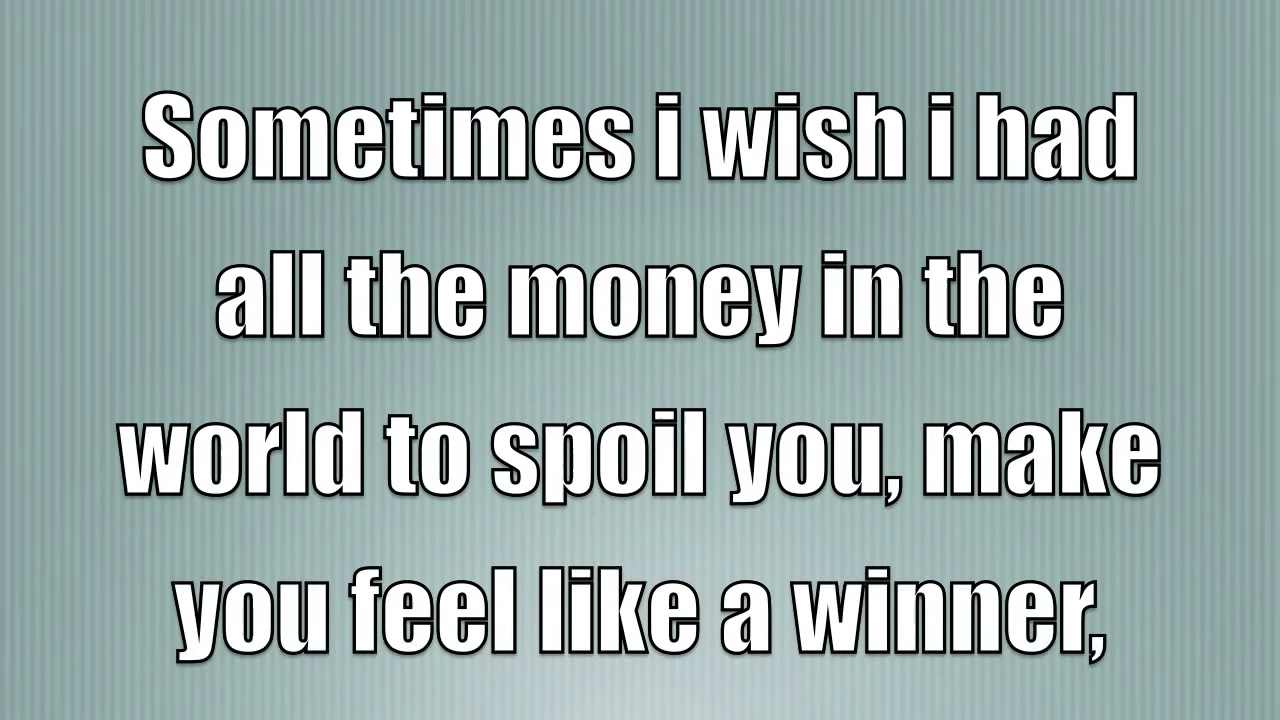 Sometimes i wish i had
all the money in the
world to spoil you, make
you feel like a winner,